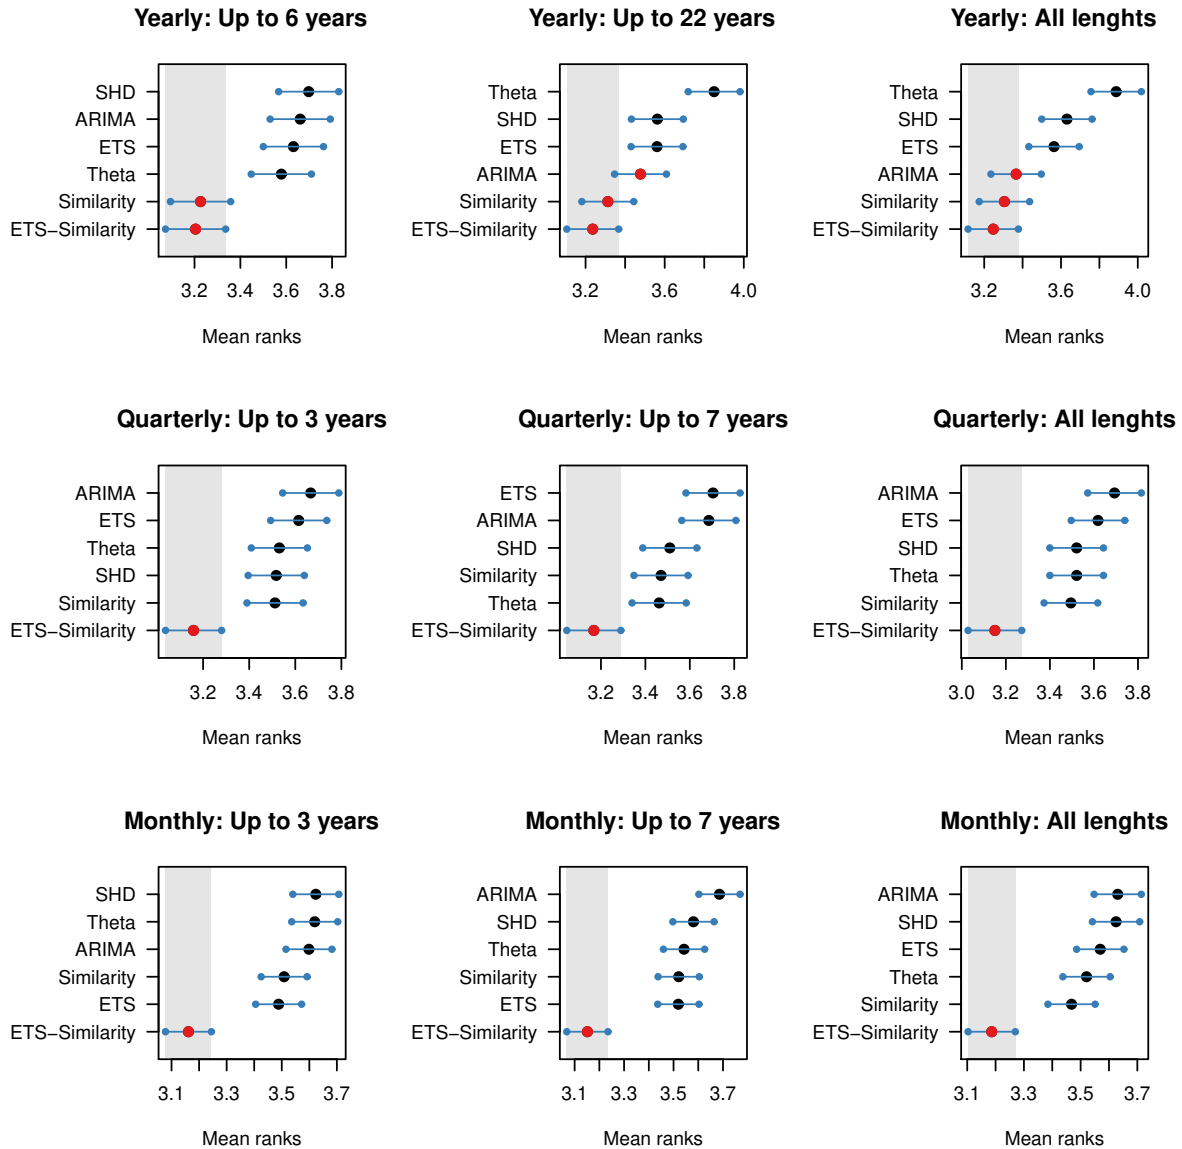 Yearly: Up to 6 years
SHD
ARIMA
ETS
Theta
Similarity
ETS−Similarity
3.2 3.4 3.6 3.8
Mean ranks
Yearly: Up to 22 years
Theta
SHD
ETS
ARIMA
Similarity
ETS−Similarity
3.2 3.6 4.0
Mean ranks
Yearly: All lenghts
Theta
SHD
ETS
ARIMA
Similarity
ETS−Similarity
3.2 3.6 4.0
Mean ranks
Quarterly: Up to 3 years
ARIMA
ETS
Theta
SHD
Similarity
ETS−Similarity
3.2 3.4 3.6 3.8
Mean ranks
Quarterly: Up to 7 years
ETS
ARIMA
SHD
Similarity
Theta
ETS−Similarity
3.2 3.4 3.6 3.8
Mean ranks
Quarterly: All lenghts
ARIMA
ETS
SHD
Theta
Similarity
ETS−Similarity
3.0 3.2 3.4 3.6 3.8
Mean ranks
Monthly: Up to 3 years
SHD
Theta
ARIMA
Similarity
ETS
ETS−Similarity
3.1 3.3 3.5 3.7
Mean ranks
Monthly: Up to 7 years
ARIMA
SHD
Theta
Similarity
ETS
ETS−Similarity
3.1 3.3 3.5 3.7
Mean ranks
Monthly: All lenghts
ARIMA
SHD
ETS
Theta
Similarity
ETS−Similarity
3.1 3.3 3.5 3.7
Mean ranks